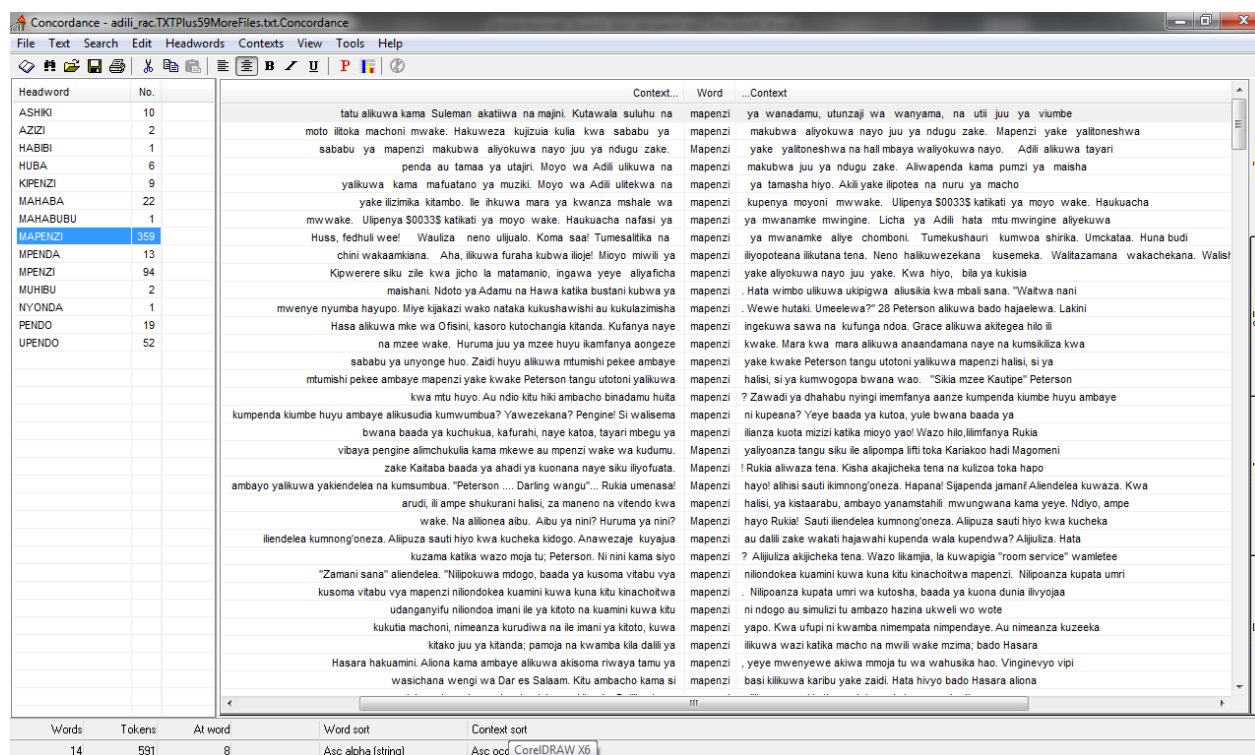 Concordance - adili_rac.TXTPlus59MoreFiles.txt.Concordance
File Text Search Edit Headwords Contexts View Tools Help
B I U P
Headword No. Context... Word ...Context
ASHIKI 10
AZIZI 2
HABIBI 1
HUBA 6
KIPENZI 9
MAHABA 22
MAHABUBU 1
MAPENZI 359
MPENDA 13
MPENZI 94
MUHIBU 2
NYONDA 1
PENDO 19
UPENDO 52
tatu alikuwa kama Suleman akatiiwa na majini. Kutawala suluhu na mapenzi ya wanadamu, utunzaji wa wanyama, na utii juu ya viumbe
moto ilitoka machoni mwake. Hakuweza kujizuia kulia kwa sababu ya mapenzi makubwa aliyokuwa nayo juu ya ndugu zake. Mapenzi yake yalitoneshwa
sababu ya mapenzi makubwa aliyokuwa nayo juu ya ndugu zake. Mapenzi yake yalitoneshwa na hall mbaya waliyokuwa nayo. Adili alikuwa tayari
penda au tamaa ya utajiri. Moyo wa Adili ulikuwa na mapenzi makubwa juu ya ndugu zake. Aliwapenda kama pumzi ya maisha
yalikuwa kama mafuatano ya muziki. Moyo wa Adili ulitekwa na mapenzi ya tamasha hiyo. Akili yake ilipotea na nuru ya macho
yake ilizimika kitambo. Ile ihkuwa mara ya kwanza mshale wa mapenzi kupenya moyoni mwwake. Ulipenya $0033$ katikati ya moyo wake. Haukuacha
mwwake. Ulipenya $0033$ katikati ya moyo wake. Haukuacha nafasi ya mapenzi ya mwanamke mwingine. Licha ya Adili hata mtu mwingine aliyekuwa
Huss, fedhuli wee! Wauliza neno ulijualo. Koma saa! Tumesalitika na mapenzi ya mwanamke aliye chomboni. Tumekushauri kumwoa shirika. Umckataa. Huna budi
chini wakaamkiana. Aha, ilikuwa furaha kubwa ilioje! Mioyo miwili ya mapenzi iliyopoteana ilikutana tena. Neno halikuwezekana kusemeka. Walitazamana wakachekana. Walish
Kipwerere siku zile kwa jicho la matamanio, ingawa yeye aliyaficha mapenzi yake aliyokuwa nayo juu yake. Kwa hiyo, bila ya kukisia
maishani. Ndoto ya Adamu na Hawa katika bustani kubwa ya mapenzi . Hata wimbo ulikuwa ukipigwa aliusikia kwa mbali sana. "Waitwa nani
mwenye nyumba hayupo. Miye kijakazi wako nataka kukushawishi au kukulazimisha mapenzi . Wewe hutaki. Umeelewa?" 28 Peterson alikuwa bado hajaelewa. Lakini
Hasa alikuwa mke wa Ofisini, kasoro kutochangia kitanda. Kufanya naye mapenzi ingekuwa sawa na kufunga ndoa. Grace alikuwa akitegea hilo ili
na mzee wake. Huruma juu ya mzee huyu ikamfanya aongeze mapenzi kwake. Mara kwa mara alikuwa anaandamana naye na kumsikiliza kwa
sababu ya unyonge huo. Zaidi huyu alikuwa mtumishi pekee ambaye mapenzi yake kwake Peterson tangu utotoni yalikuwa mapenzi halisi, si ya
mtumishi pekee ambaye mapenzi yake kwake Peterson tangu utotoni yalikuwa mapenzi halisi, si ya kumwogopa bwana wao. "Sikia mzee Kautipe" Peterson
kwa mtu huyo. Au ndio kitu hiki ambacho binadamu huita mapenzi ? Zawadi ya dhahabu nyingi imemfanya aanze kumpenda kiumbe huyu ambaye
kumpenda kiumbe huyu ambaye alikusudia kumwumbua? Yawezekana? Pengine! Si walisema mapenzi ni kupeana? Yeye baada ya kutoa, yule bwana baada ya
bwana baada ya kuchukua, kafurahi, naye katoa, tayari mbegu ya mapenzi ilianza kuota mizizi katika mioyo yao! Wazo hilo,lilimfanya Rukia
vibaya pengine alimchukulia kama mkewe au mpenzi wake wa kudumu. Mapenzi yaliyoanza tangu siku ile alipompa lifti toka Kariakoo hadi Magomeni
zake Kaitaba baada ya ahadi ya kuonana naye siku iliyofuata. Mapenzi ! Rukia aliwaza tena. Kisha akajicheka tena na kulizoa toka hapo
ambayo yalikuwa yakiendelea na kumsumbua. "Peterson .... Darling wangu"... Rukia umenasa! Mapenzi hayo! alihisi sauti ikimnong'oneza. Hapana! Sijapenda jamani! Aliendelea kuwaza. Kwa
arudi, ili ampe shukurani halisi, za maneno na vitendo kwa mapenzi halisi, ya kistaarabu, ambayo yanamstahili mwungwana kama yeye. Ndiyo, ampe
wake. Na alilionea aibu. Aibu ya nini? Huruma ya nini? Mapenzi hayo Rukia! Sauti iliendelea kumnong'oneza. Aliipuza sauti hiyo kwa kucheka
iliendelea kumnong'oneza. Aliipuza sauti hiyo kwa kucheka kidogo. Anawezaje kuyajua mapenzi au dalili zake wakati hajawahi kupenda wala kupendwa? Alijiuliza. Hata
kuzama katika wazo moja tu; Peterson. Ni nini kama siyo mapenzi ? Alijiuliza akijicheka tena. Wazo likamjia, la kuwapigia "room service" wamletee
"Zamani sana" aliendelea. "Nilipokuwa mdogo, baada ya kusoma vitabu vya mapenzi niliondokea kuamini kuwa kuna kitu kinachoitwa mapenzi. Nilipoanza kupata umri
kusoma vitabu vya mapenzi niliondokea kuamini kuwa kuna kitu kinachoitwa mapenzi . Nilipoanza kupata umri wa kutosha, baada ya kuona dunia ilivyojaa
udanganyifu niliondoa imani ile ya kitoto na kuamini kuwa kitu mapenzi ni ndogo au simulizi tu ambazo hazina ukweli wo wote
kukutia machoni, nimeanza kurudiwa na ile imani ya kitoto, kuwa mapenzi yapo. Kwa ufupi ni kwamba nimempata nimpendaye. Au nimeanza kuzeeka
kitako juu ya kitanda; pamoja na kwamba kila dalili ya mapenzi ilikuwa wazi katika macho na mwili wake mzima; bado Hasara
Hasara hakuamini. Aliona kama ambaye alikuwa akisoma riwaya tamu ya mapenzi , yeye mwenyewe akiwa mmoja tu wa wahusika hao. Vinginevyo vipi
wasichana wengi wa Dar es Salaam. Kitu ambacho kama si mapenzi basi kilikuwa karibu yake zaidi. Hata hivyo bado Hasara aliona
Words Tokens At word Word sort Context sort
14 591 8 Asc alpha (string) Asc occ CorelDRAW X6